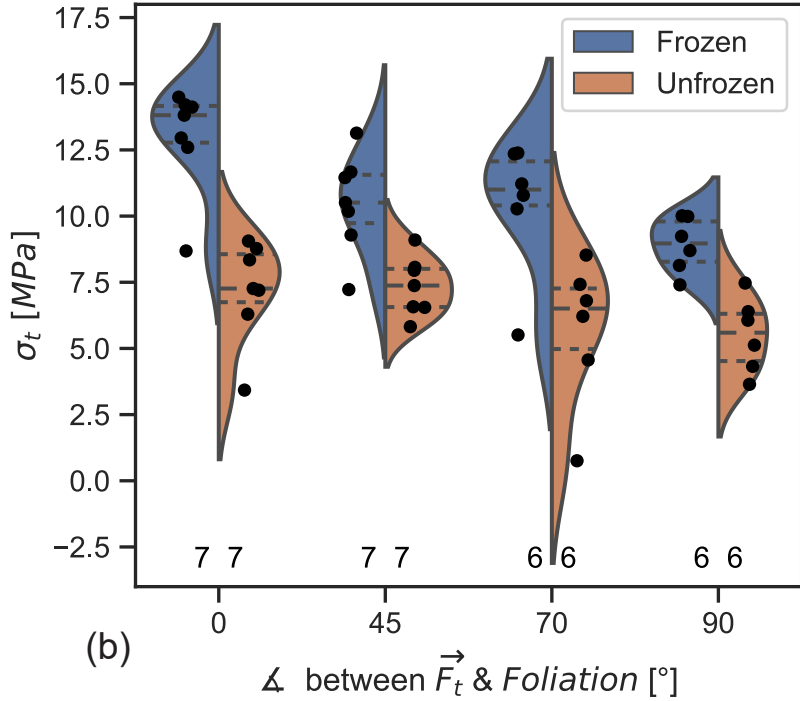 17.5
15.0
12.5
10.0
7.5
5.0
2.5
0.0
−2.5
σt [MPa]
Frozen
Unfrozen
7 7 7 7 6 6 6 6
0 45 70 90
(b)
∡ between F⃗t & Foliation [°]